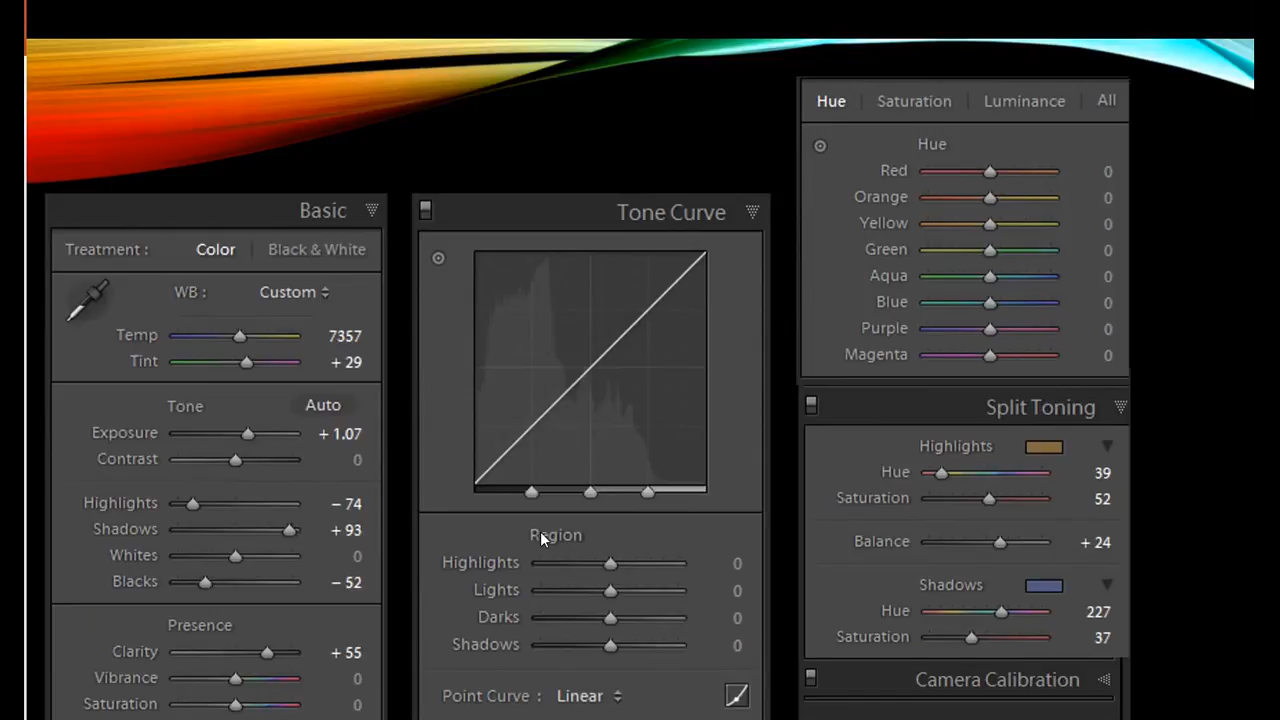 Basic
Treatment : Color Black & White
WB : Custom
Temp 7357
Tint + 29
Tone Auto
Exposure + 1.07
Contrast 0
Highlights – 74
Shadows + 93
Whites 0
Blacks – 52
Presence
Clarity + 55
Vibrance 0
Saturation 0
Tone Curve
Region
Highlights 0
Lights 0
Darks 0
Shadows 0
Point Curve : Linear
Hue Saturation Luminance All
Hue
Red 0
Orange 0
Yellow 0
Green 0
Aqua 0
Blue 0
Purple 0
Magenta 0
Split Toning
Highlights
Hue 39
Saturation 52
Balance + 24
Shadows
Hue 227
Saturation 37
Camera Calibration